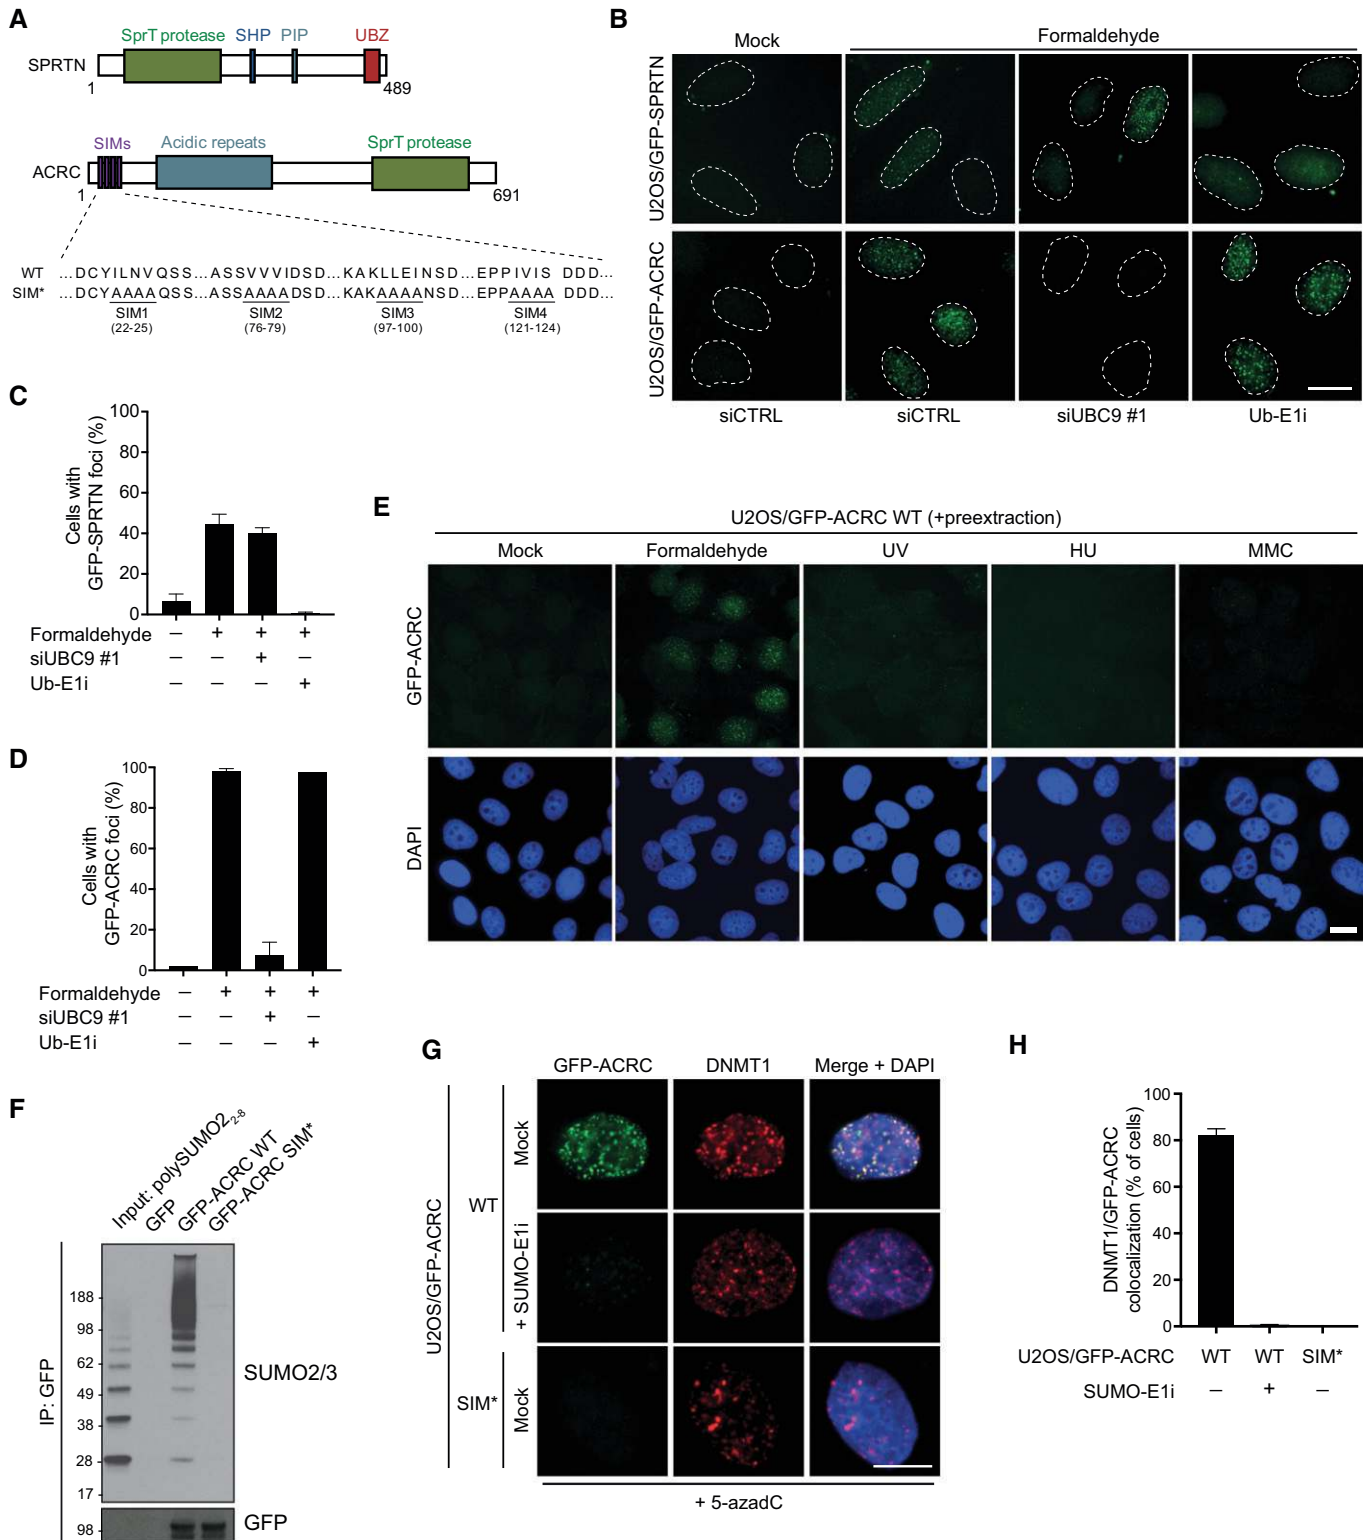 A
SprT protease SHP PIP UBZ
SPRTN
1 489
SIMs Acidic repeats SprT protease
ACRC
1 691
WT ...DCYILNVQSS...ASSVVVIDSD...KAKLLEINSD...EPPIVIS DDD...
SIM* ...DCYAAAAQSS...ASSAAAADSD...KAKAAAANSD...EPPAAAA DDD...
SIM1 SIM2 SIM3 SIM4
(22-25) (76-79) (97-100) (121-124)
B
Mock Formaldehyde
U2OS/GFP-SPRTN
U2OS/GFP-ACRC
siCTRL siCTRL siUBC9 #1 Ub-E1i
C
Cells with
GFP-SPRTN foci (%)
100
80
60
40
20
0
Formaldehyde – + + +
siUBC9 #1 – – + –
Ub-E1i – – – +
D
Cells with
GFP-ACRC foci (%)
100
80
60
40
20
0
Formaldehyde – + + +
siUBC9 #1 – – + –
Ub-E1i – – – +
E
U2OS/GFP-ACRC WT (+preextraction)
Mock Formaldehyde UV HU MMC
GFP-ACRC
DAPI
F
Input: polySUMO2₂₋₈
GFP
GFP-ACRC WT
GFP-ACRC SIM*
IP: GFP
188
98
62
49
38
28
17
SUMO2/3
98
GFP
G
GFP-ACRC DNMT1 Merge + DAPI
U2OS/GFP-ACRC
WT
Mock
+ SUMO-E1i
SIM*
Mock
+ 5-azadC
H
DNMT1/GFP-ACRC
colocalization (% of cells)
100
80
60
40
20
0
U2OS/GFP-ACRC WT WT SIM*
SUMO-E1i – + –